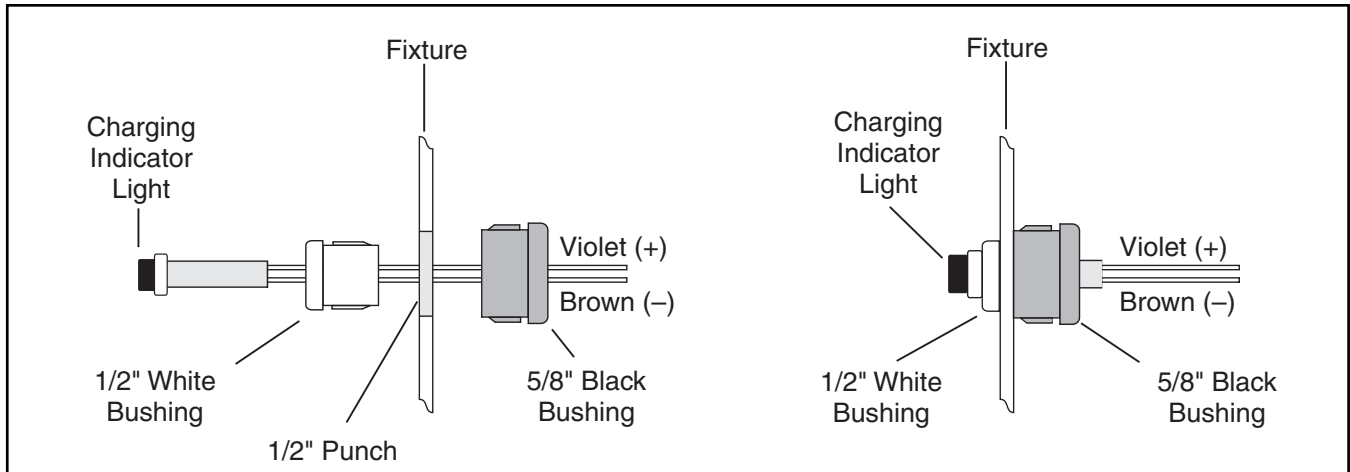 Fixture
Charging
Indicator
Light
Violet (+)
Brown (–)
1/2" White
Bushing
1/2" Punch
5/8" Black
Bushing
Fixture
Charging
Indicator
Light
Violet (+)
Brown (–)
1/2" White
Bushing
5/8" Black
Bushing